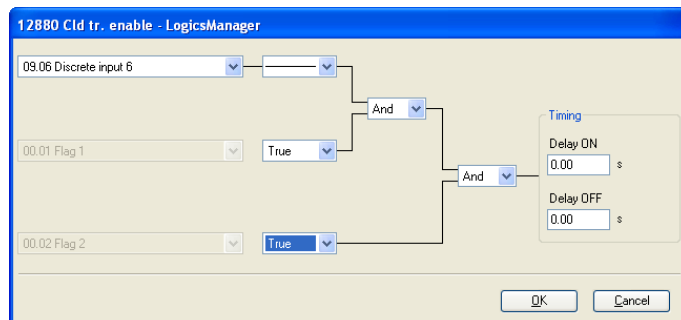 12880 Cld tr. enable - LogicsManager
09.06 Discrete input 6
And
Timing
Delay ON
00.01 Flag 1
True
0.00 s
And
Delay OFF
0.00 s
00.02 Flag 2
True
OK
Cancel